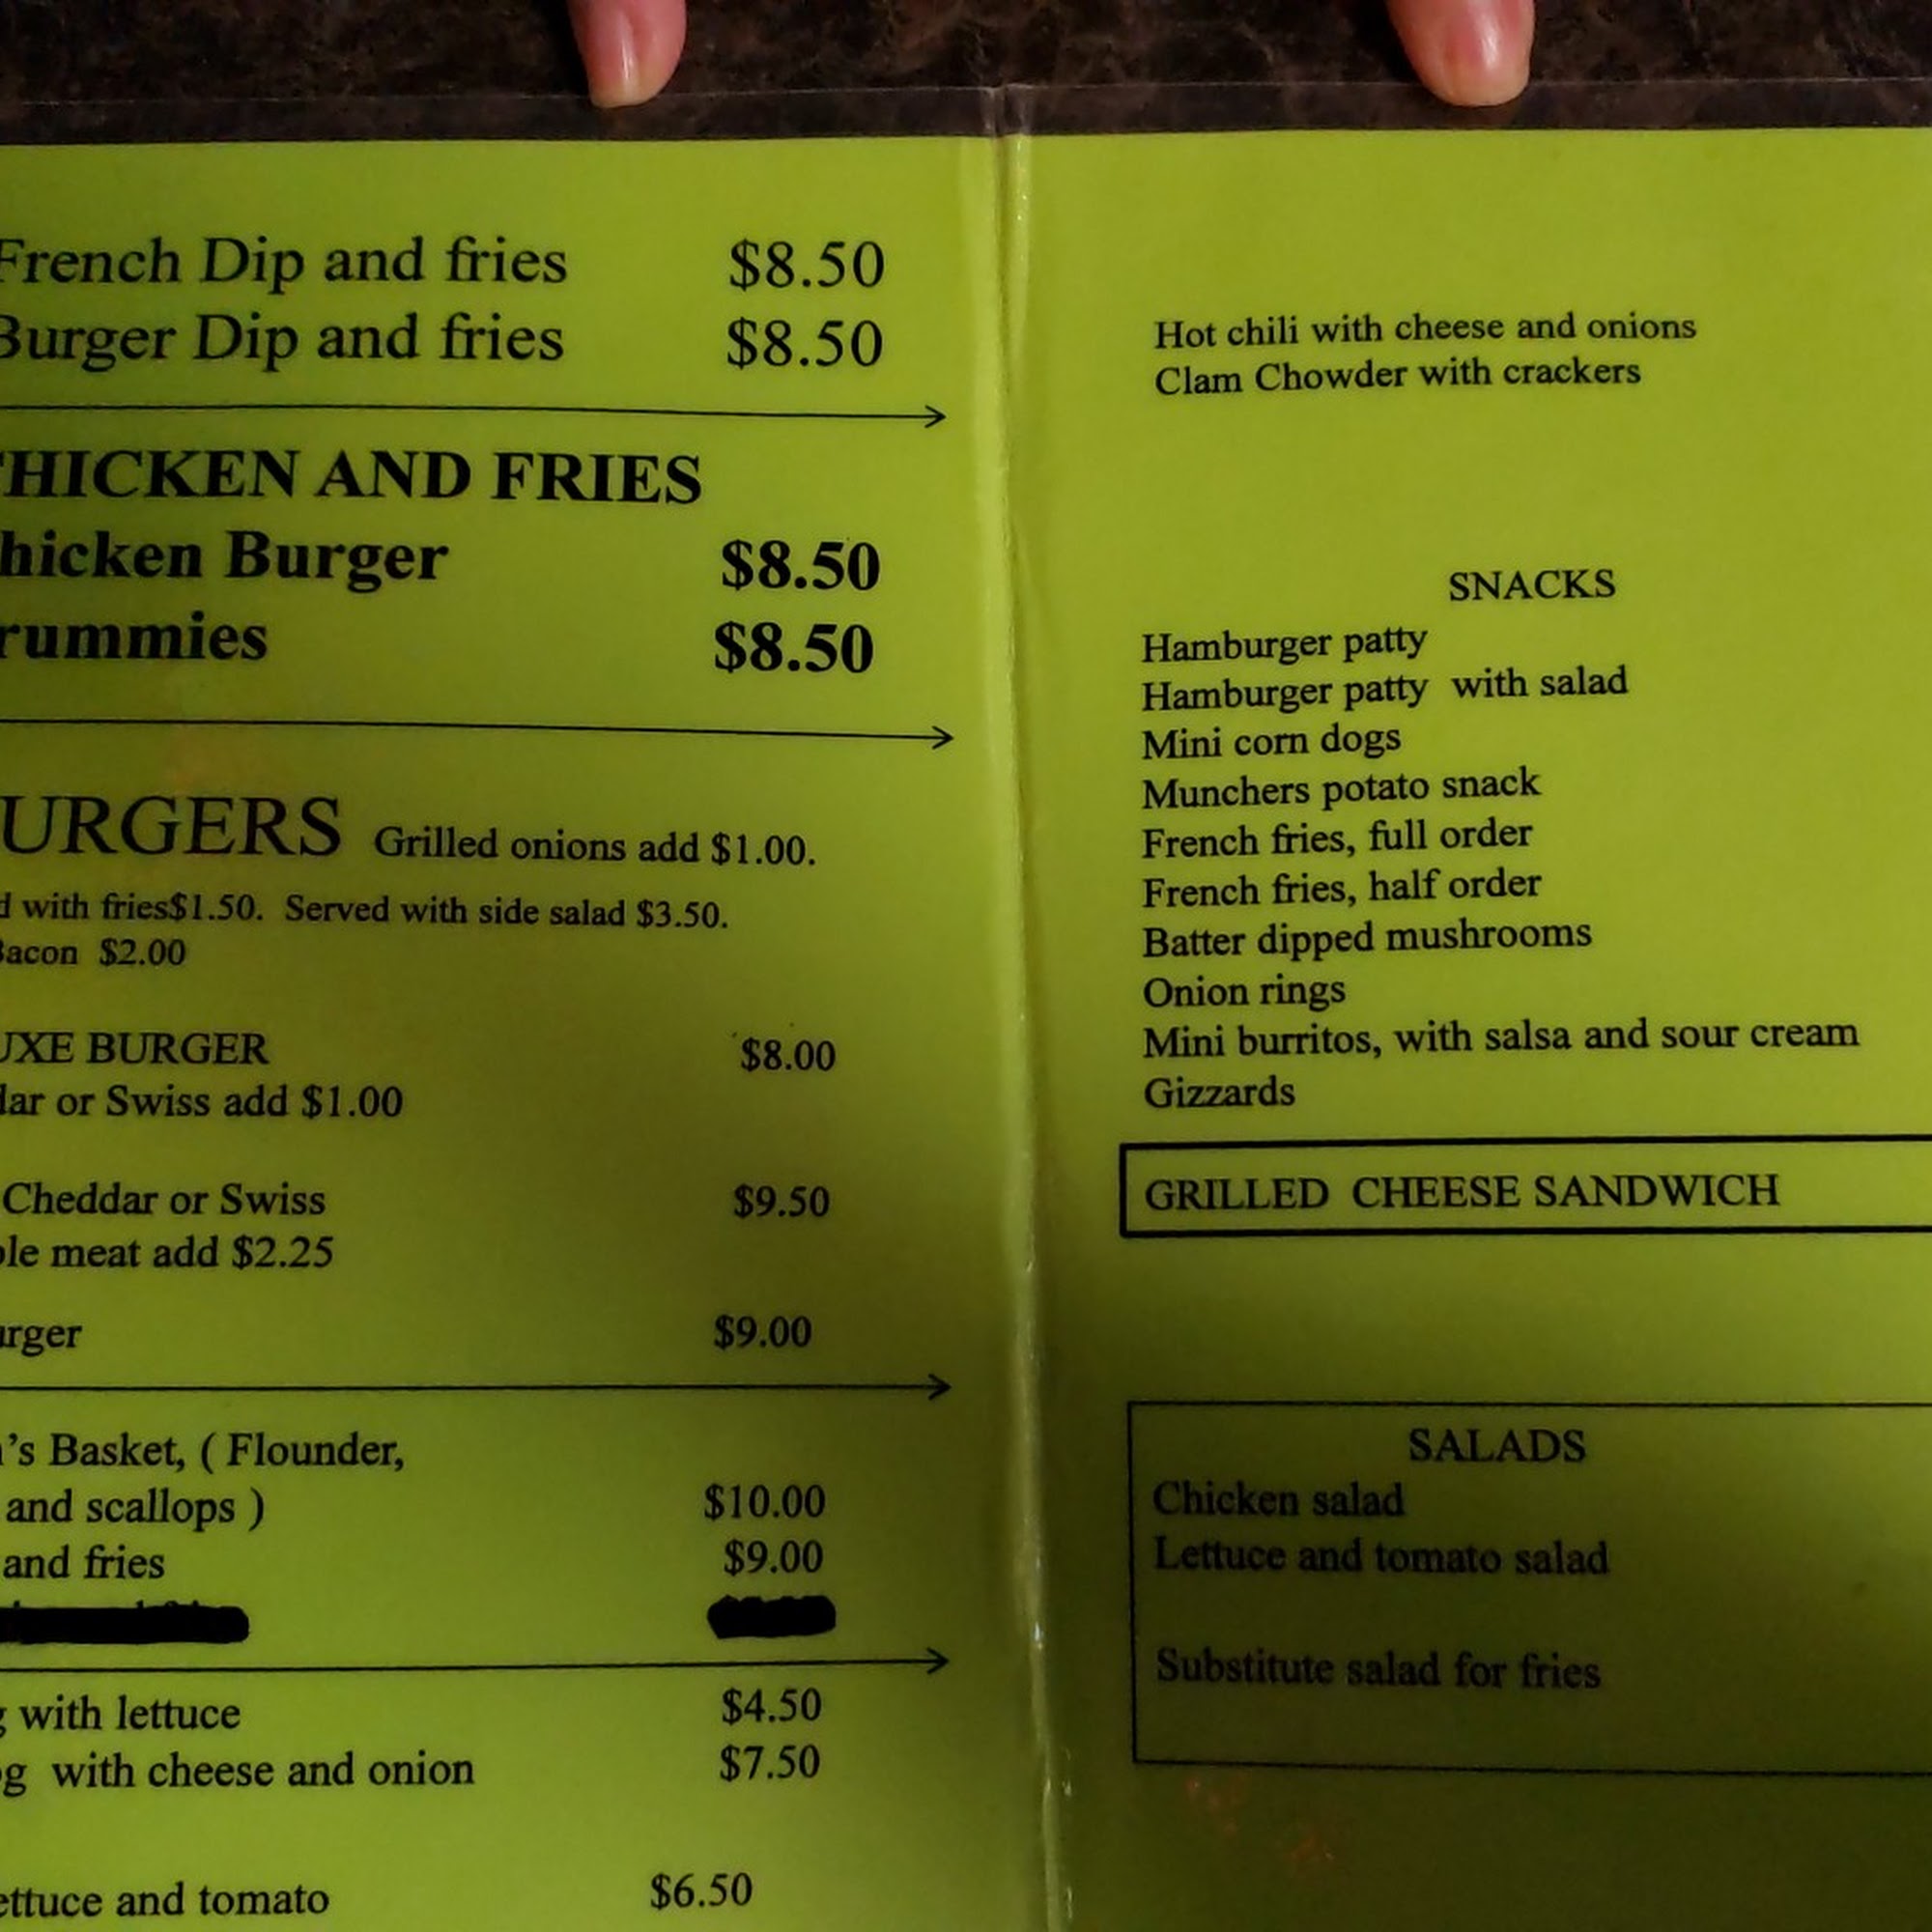 French Dip and fries $8.50
Burger Dip and fries $8.50
HICKEN AND FRIES
hicken Burger $8.50
rummies $8.50
URGERS Grilled onions add $1.00.
d with fries$1.50. Served with side salad $3.50.
Bacon $2.00
UXE BURGER $8.00
dar or Swiss add $1.00
Cheddar or Swiss $9.50
ble meat add $2.25
urger $9.00
's Basket, ( Flounder,
and scallops ) $10.00
and fries $9.00
g with lettuce $4.50
og with cheese and onion $7.50
ettuce and tomato $6.50
Hot chili with cheese and onions
Clam Chowder with crackers
SNACKS
Hamburger patty
Hamburger patty with salad
Mini corn dogs
Munchers potato snack
French fries, full order
French fries, half order
Batter dipped mushrooms
Onion rings
Mini burritos, with salsa and sour cream
Gizzards
GRILLED CHEESE SANDWICH
SALADS
Chicken salad
Lettuce and tomato salad
Substitute salad for fries